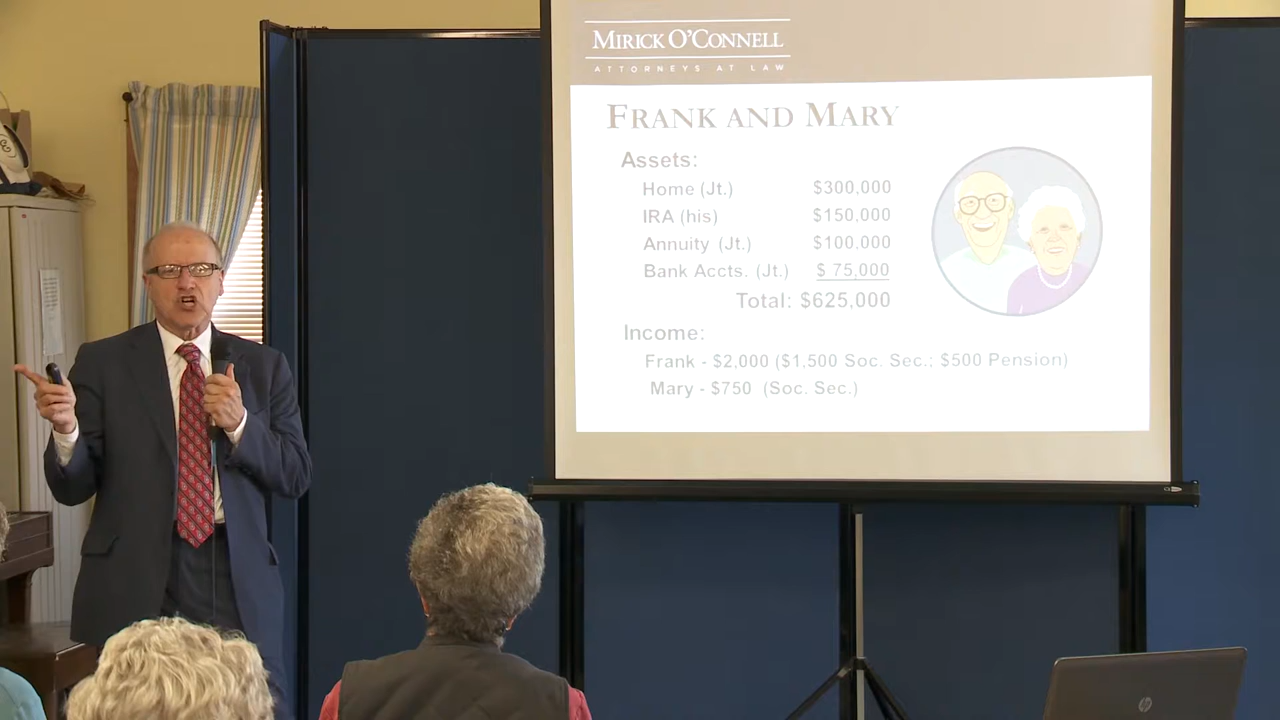 MIRICK O'CONNELL
ATTORNEYS AT LAW
FRANK AND MARY
Assets:
Home (Jt.) $300,000
IRA (his) $150,000
Annuity (Jt.) $100,000
Bank Accts. (Jt.) $ 75,000
Total: $625,000
Income:
Frank - $2,000 ($1,500 Soc. Sec.; $500 Pension)
Mary - $750 (Soc. Sec.)
hp